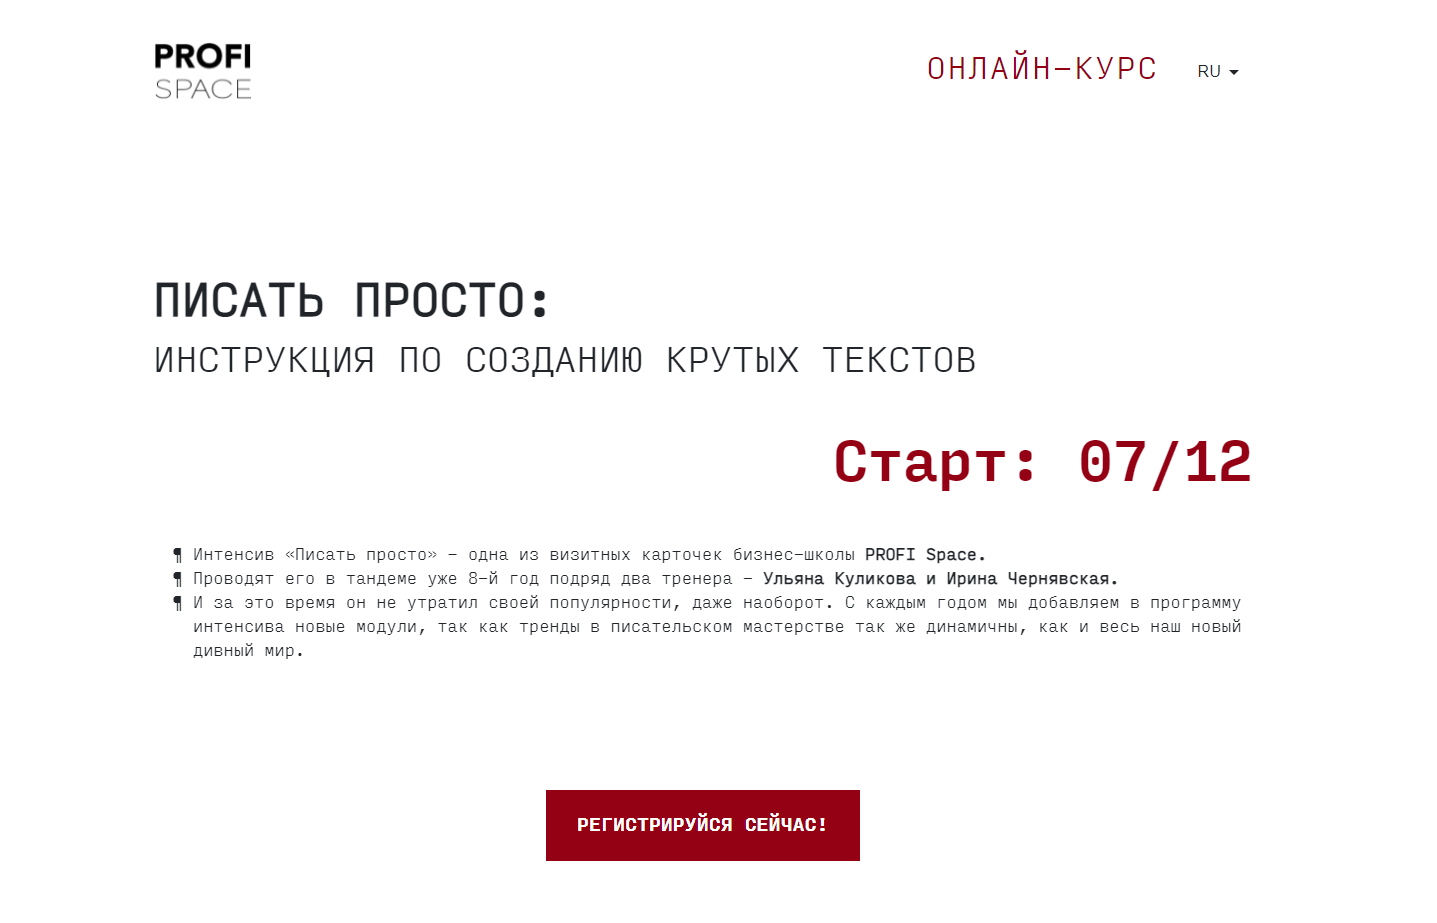 PROFI
SPACE
ОНЛАЙН-КУРС
RU
ПИСАТЬ ПРОСТО:
ИНСТРУКЦИЯ ПО СОЗДАНИЮ КРУТЫХ ТЕКСТОВ
Старт: 07/12
¶ Интенсив «Писать просто» - одна из визитных карточек бизнес-школы PROFI Space.
¶ Проводят его в тандеме уже 8-й год подряд два тренера - Ульяна Куликова и Ирина Чернявская.
¶ И за это время он не утратил своей популярности, даже наоборот. С каждым годом мы добавляем в программу
интенсива новые модули, так как тренды в писательском мастерстве так же динамичны, как и весь наш новый
дивный мир.
РЕГИСТРИРУЙСЯ СЕЙЧАС!